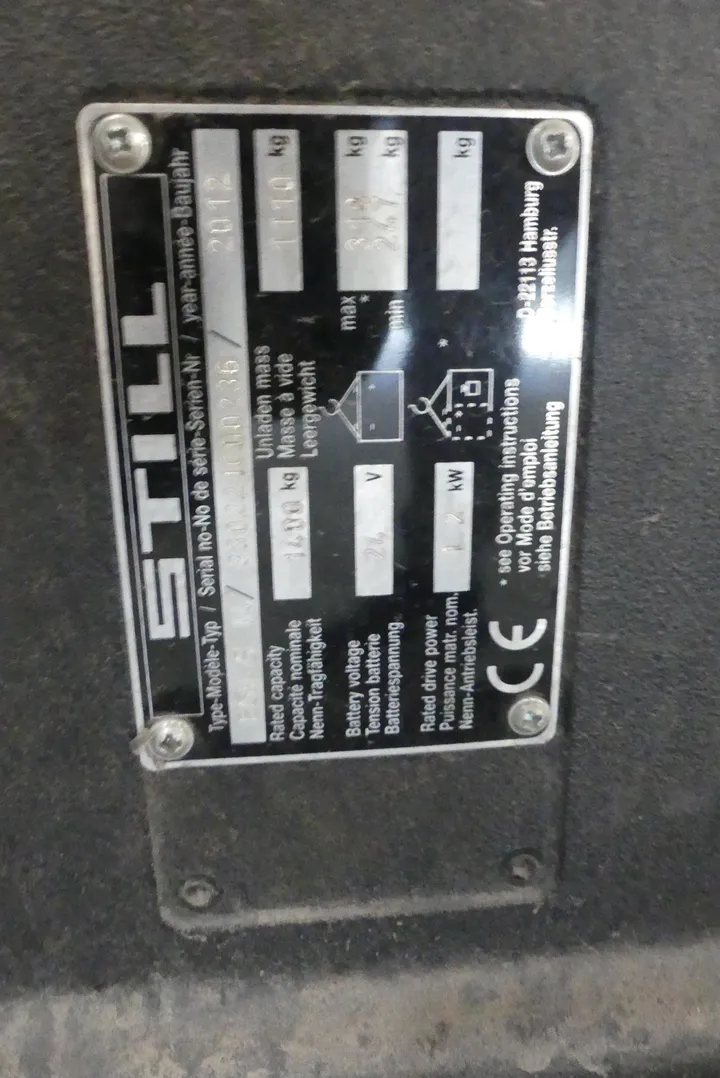 STILL
Type-Modèle-Typ / Serial no-No de série-Serien-Nr / year-année-Baujahr
/ 2012
Rated capacity
Capacité nominale
Nenn-Tragfähigkeit
1400 kg
Unladen mass
Masse à vide
Leergewicht
1110 kg
Battery voltage
Tension batterie
Batteriespannung
24 V
max
*
min
kg
kg
Rated drive power
Puissance matr. nom.
Nenn-Antriebsleist.
1.2 kW
*
kg
CE
* see Operating instructions
vor Mode d'emploi
siehe Betriebsanleitung
D-22113 Hamburg